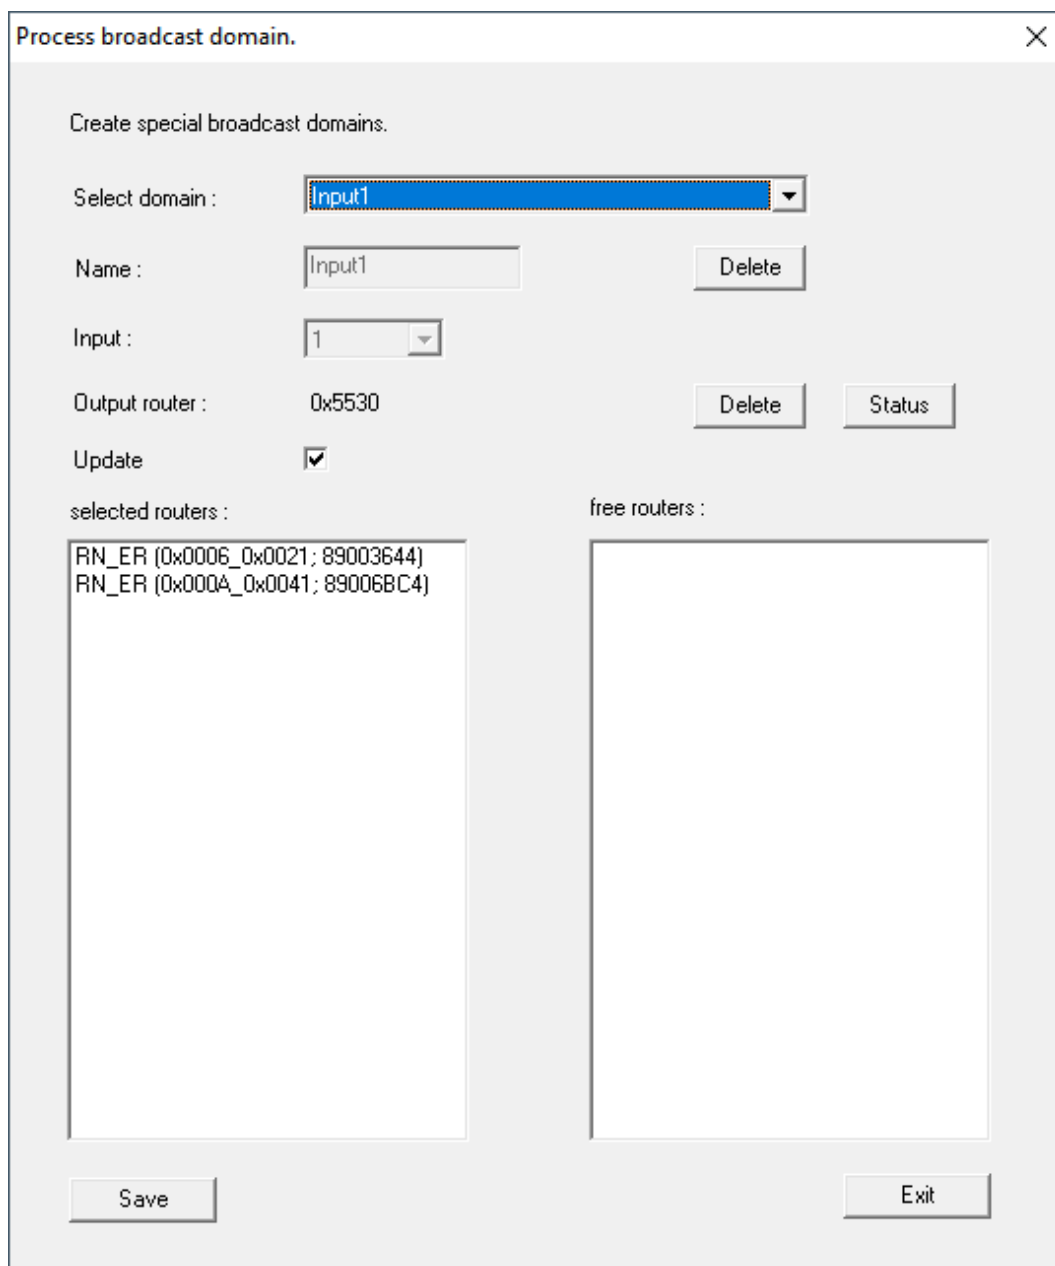 Process broadcast domain.
Create special broadcast domains.
Select domain : Input1
Name : Input1 Delete
Input : 1
Output router : 0x5530 Delete Status
Update
selected routers : free routers :
RN_ER (0x0006_0x0021; 89003644)
RN_ER (0x000A_0x0041; 89006BC4)
Save Exit